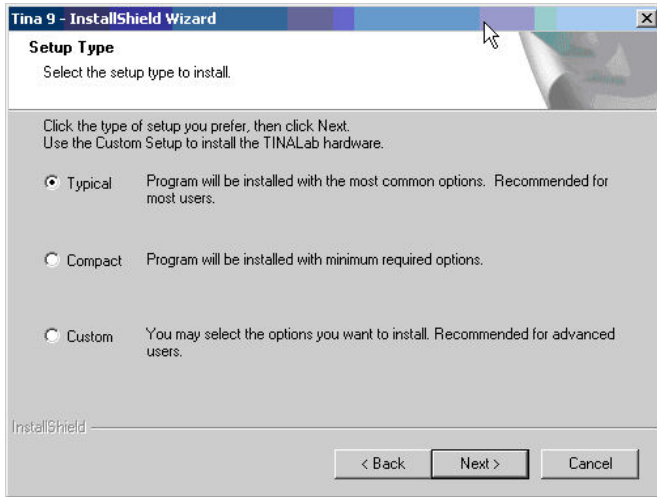 Tina 9 - InstallShield Wizard
Setup Type
Select the setup type to install.
Click the type of setup you prefer, then click Next.
Use the Custom Setup to install the TINALab hardware.
Typical Program will be installed with the most common options. Recommended for
most users.
Compact Program will be installed with minimum required options.
Custom You may select the options you want to install. Recommended for advanced
users.
InstallShield
< Back Next > Cancel